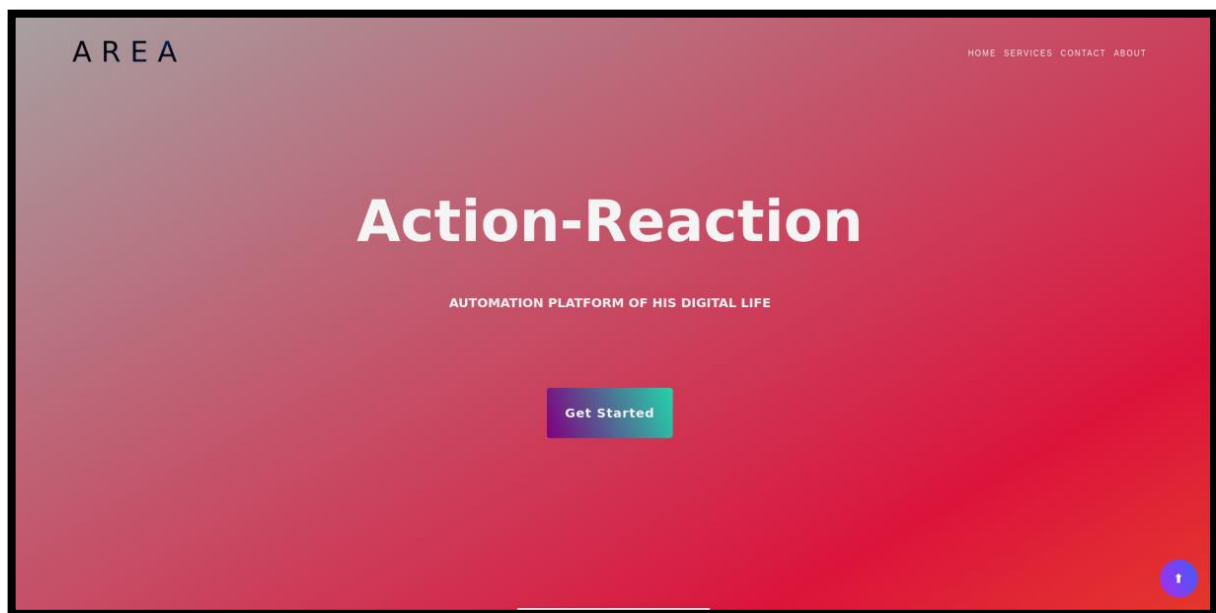 AREA
HOME SERVICES CONTACT ABOUT
Action-Reaction
AUTOMATION PLATFORM OF HIS DIGITAL LIFE
Get Started